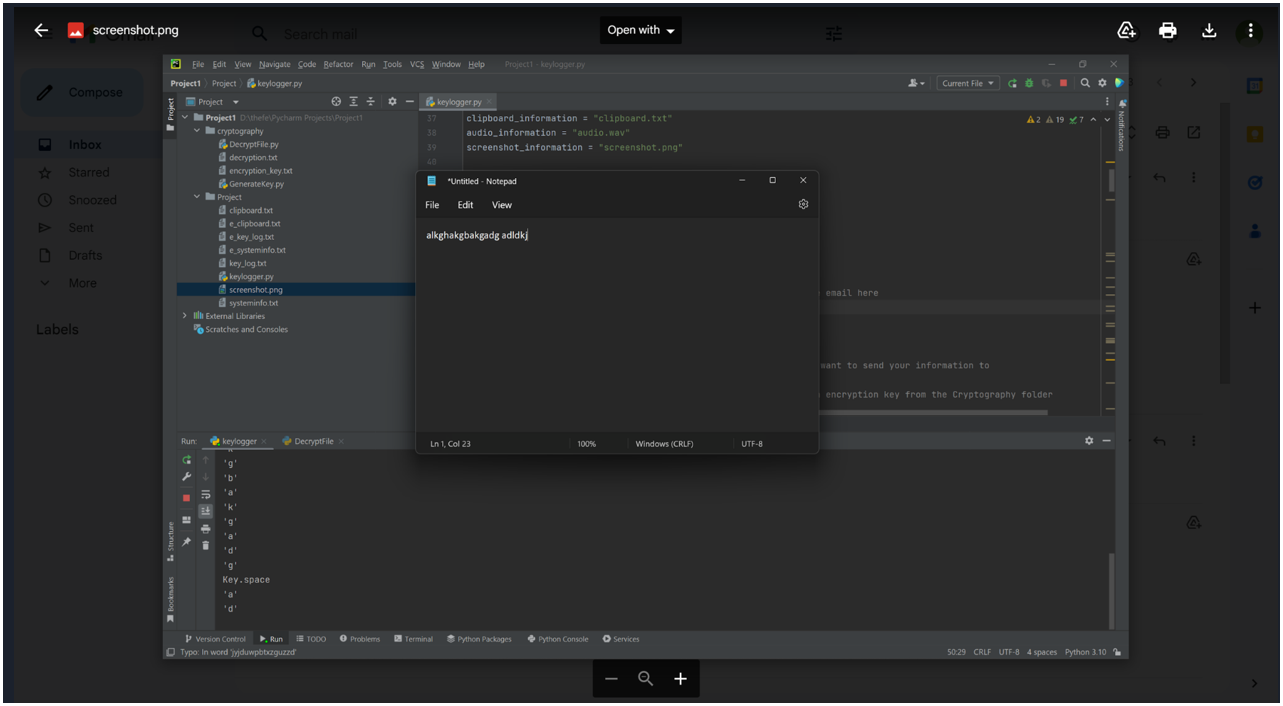 screenshot.png
Open with
Search mail
Compose
Inbox
Starred
Snoozed
Sent
Drafts
More
Labels
File Edit View Navigate Code Refactor Run Tools VCS Window Help Project1 - keylogger.py
Project1 Project keylogger.py
Current File
Project
Project
keylogger.py
Notifications
Project1 D:\thefe\Pycharm Projects\Project1
cryptography
DecryptFile.py
decryption.txt
encryption_key.txt
GenerateKey.py
Project
clipboard.txt
e_clipboard.txt
e_key_log.txt
e_systeminfo.txt
key_log.txt
keylogger.py
screenshot.png
systeminfo.txt
External Libraries
Scratches and Consoles
37 clipboard_information = "clipboard.txt"
38 audio_information = "audio.wav"
39 screenshot_information = "screenshot.png"
40
2 19 7
email here
want to send your information to
encryption key from the Cryptography folder
*Untitled - Notepad
File Edit View
alkghakgbakgadg adldkj
Ln 1, Col 23 100% Windows (CRLF) UTF-8
Run: keylogger DecryptFile
'g'
'b'
'a'
'k'
'g'
'a'
'd'
'g'
Key.space
'a'
'd'
Structure
Bookmarks
Version Control Run TODO Problems Terminal Python Packages Python Console Services
Typo: In word 'jyjduwpbtxzguzzd' 50:29 CRLF UTF-8 4 spaces Python 3.10